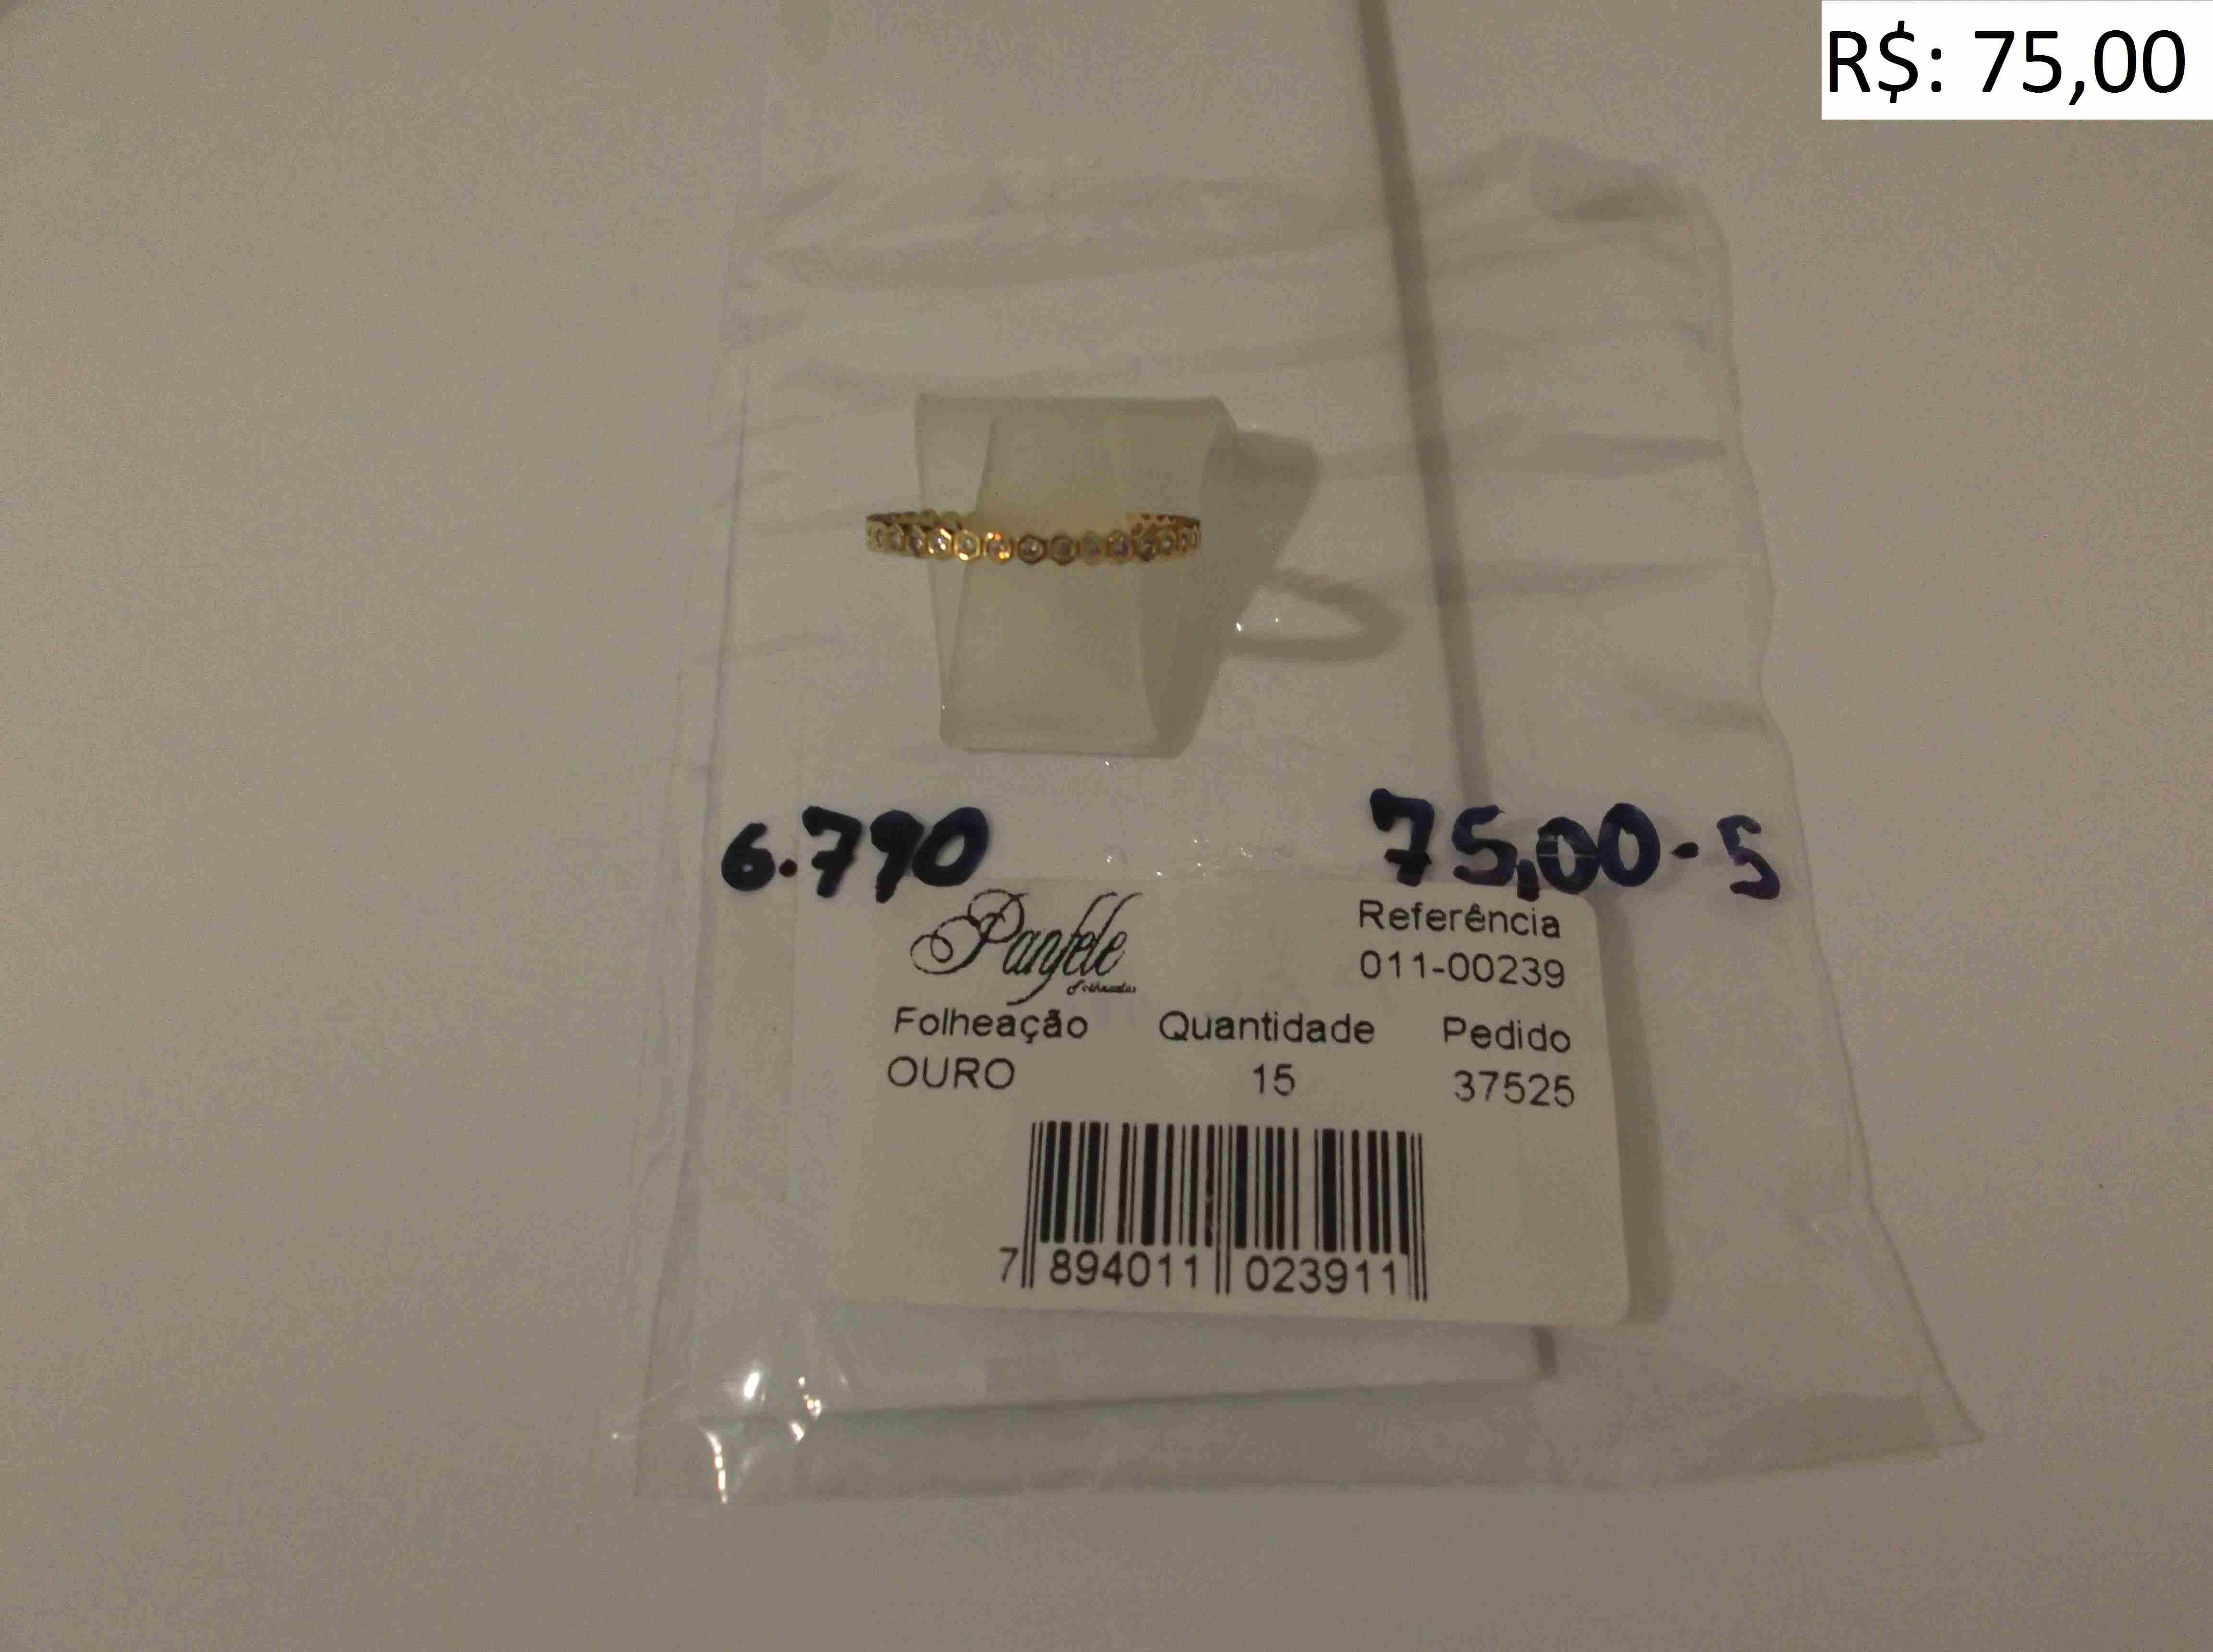 R$: 75,00
6.790
75,00-5
Panfele
Folheados
Referência
011-00239
Folheação Quantidade Pedido
OURO 15 37525
7 894011 023911